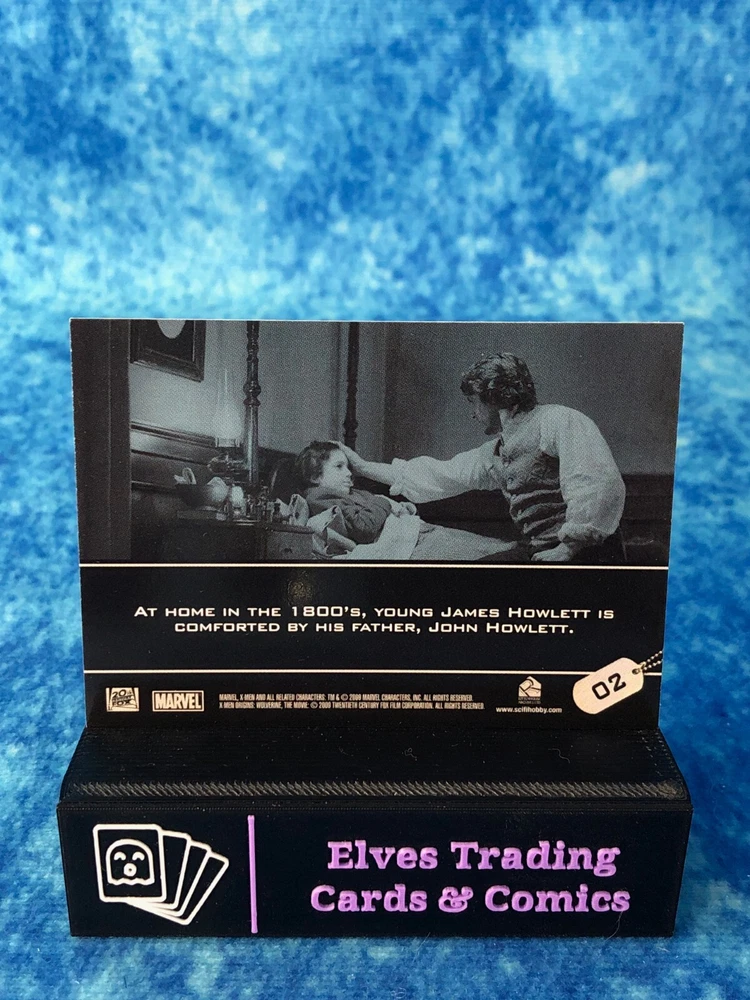 AT HOME IN THE 1800'S, YOUNG JAMES HOWLETT IS
COMFORTED BY HIS FATHER, JOHN HOWLETT.
20th
CENTURY
FOX
MARVEL
MARVEL, X-MEN AND ALL RELATED CHARACTERS: TM & © 2009 MARVEL CHARACTERS, INC. ALL RIGHTS RESERVED.
X-MEN ORIGINS: WOLVERINE, THE MOVIE: © 2009 TWENTIETH CENTURY FOX FILM CORPORATION. ALL RIGHTS RESERVED.
www.scifihobby.com
02
Elves Trading
Cards & Comics